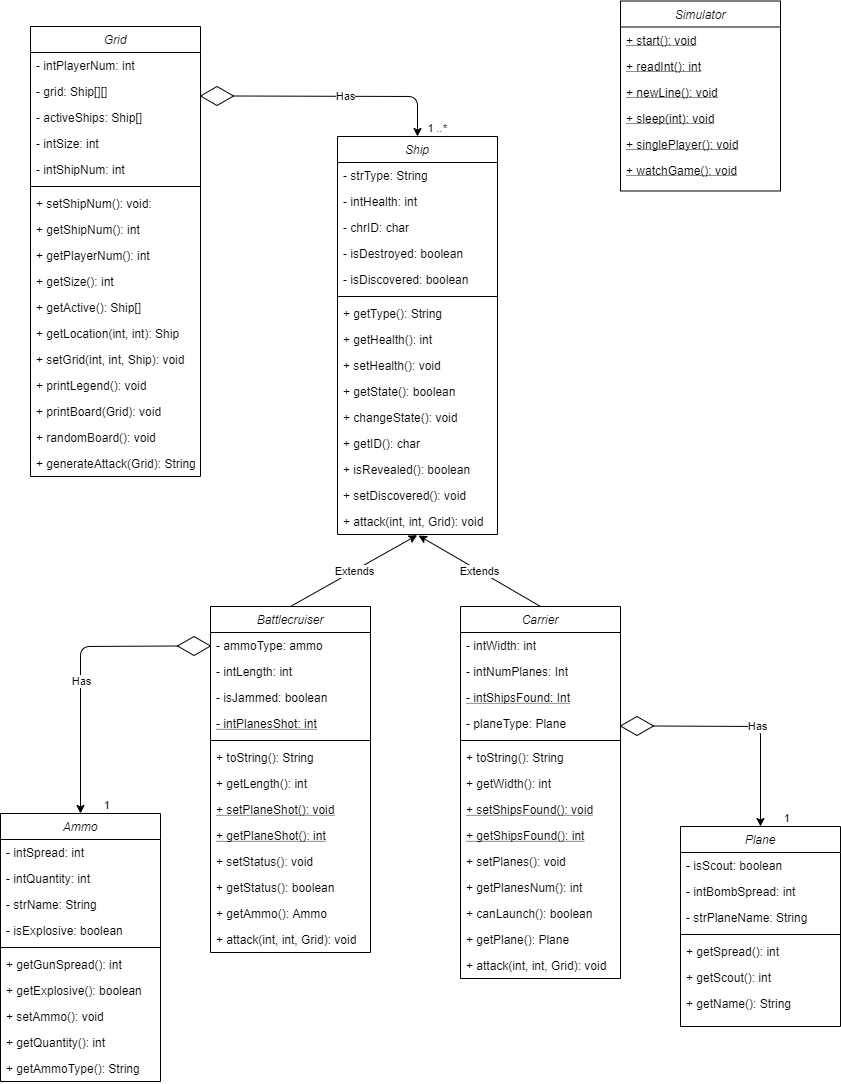 Grid
- intPlayerNum: int
- grid: Ship[][]
- activeShips: Ship[]
- intSize: int
- intShipNum: int
+ setShipNum(): void:
+ getShipNum(): int
+ getPlayerNum(): int
+ getSize(): int
+ getActive(): Ship[]
+ getLocation(int, int): Ship
+ setGrid(int, int, Ship): void
+ printLegend(): void
+ printBoard(Grid): void
+ randomBoard(): void
+ generateAttack(Grid): String
Has
1 ..*
Ship
- strType: String
- intHealth: int
- chrID: char
- isDestroyed: boolean
- isDiscovered: boolean
+ getType(): String
+ getHealth(): int
+ setHealth(): void
+ getState(): boolean
+ changeState(): void
+ getID(): char
+ isRevealed(): boolean
+ setDiscovered(): void
+ attack(int, int, Grid): void
Simulator
+ start(): void
+ readInt(): int
+ newLine(): void
+ sleep(int): void
+ singlePlayer(): void
+ watchGame(): void
Extends
Extends
Battlecruiser
- ammoType: ammo
- intLength: int
- isJammed: boolean
- intPlanesShot: int
+ toString(): String
+ getLength(): int
+ setPlaneShot(): void
+ getPlaneShot(): int
+ setStatus(): void
+ getStatus(): boolean
+ getAmmo(): Ammo
+ attack(int, int, Grid): void
Carrier
- intWidth: int
- intNumPlanes: Int
- intShipsFound: Int
- planeType: Plane
+ toString(): String
+ getWidth(): int
+ setShipsFound(): void
+ getShipsFound(): int
+ setPlanes(): void
+ getPlanesNum(): int
+ canLaunch(): boolean
+ getPlane(): Plane
+ attack(int, int, Grid): void
Has
1
Ammo
- intSpread: int
- intQuantity: int
- strName: String
- isExplosive: boolean
+ getGunSpread(): int
+ getExplosive(): boolean
+ setAmmo(): void
+ getQuantity(): int
+ getAmmoType(): String
Has
1
Plane
- isScout: boolean
- intBombSpread: int
- strPlaneName: String
+ getSpread(): int
+ getScout(): int
+ getName(): String